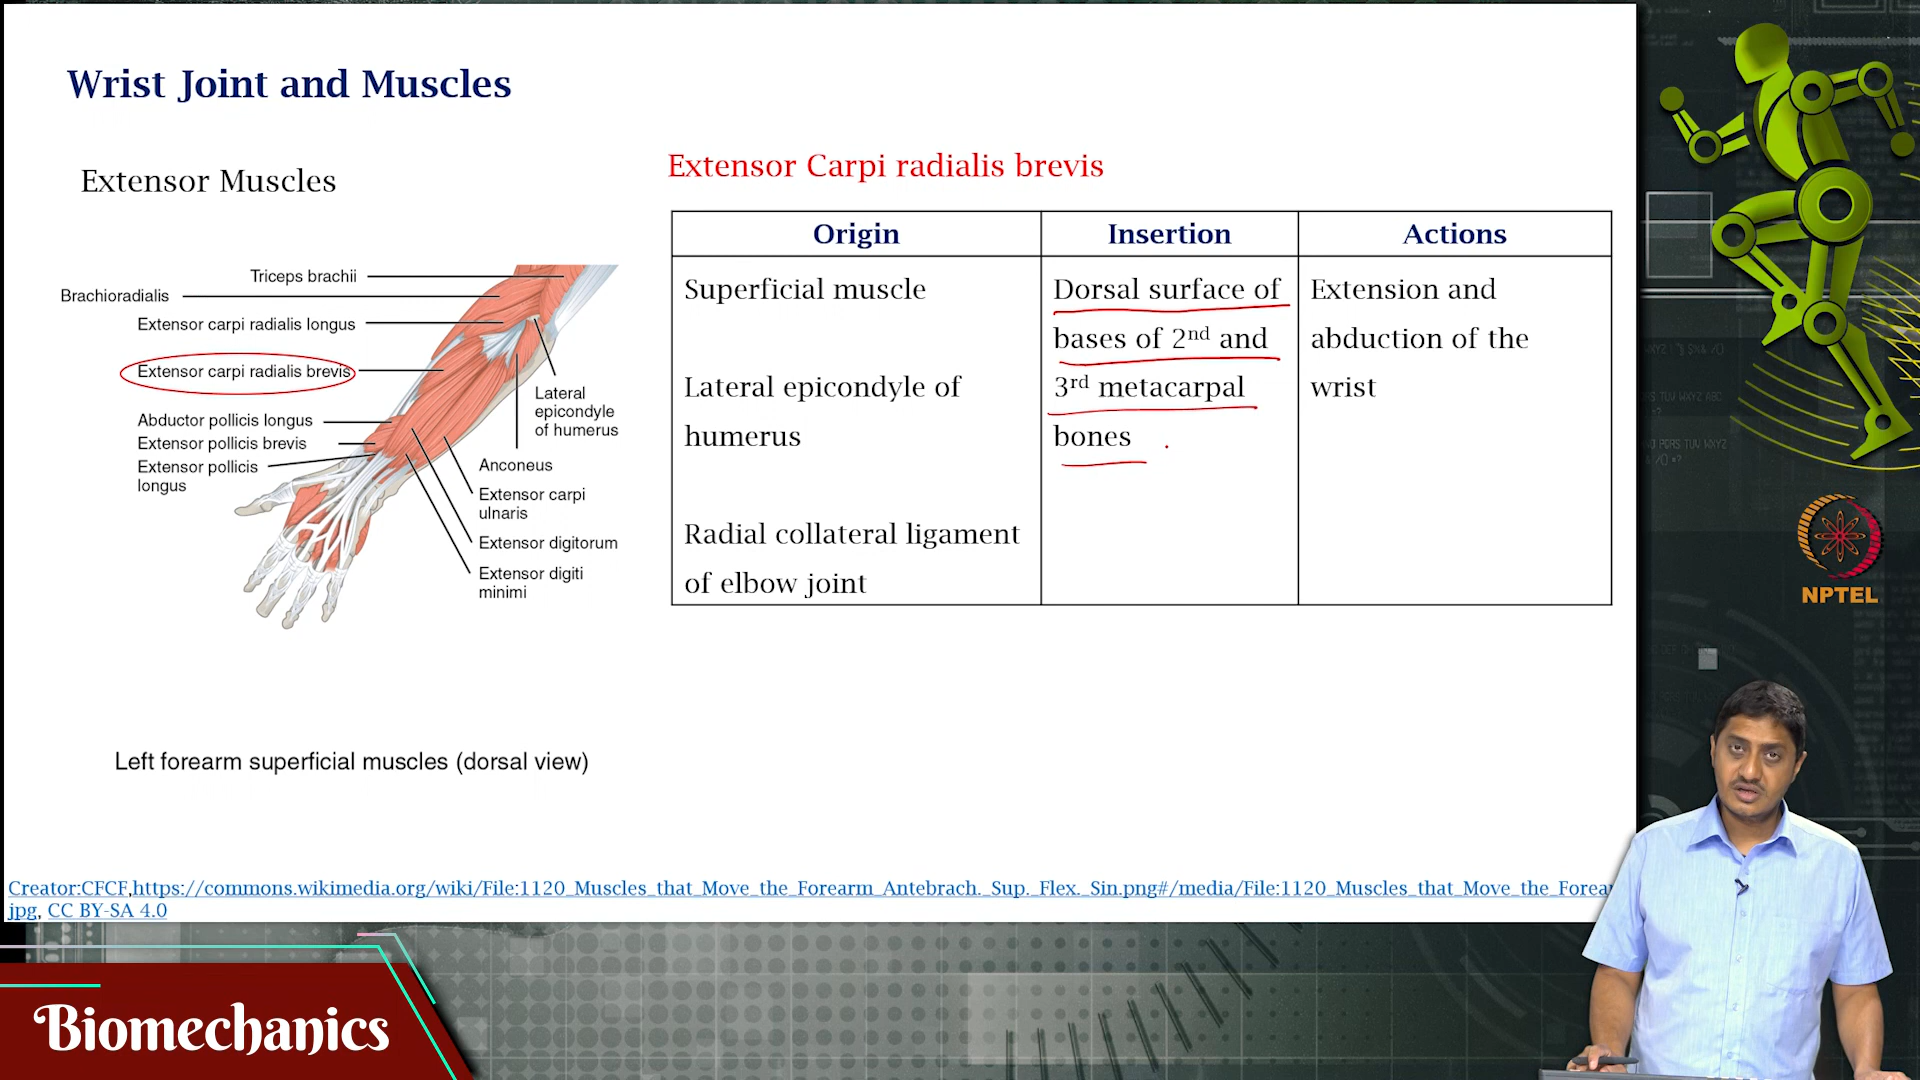 Wrist Joint and Muscles
Extensor Muscles
Extensor Carpi radialis brevis
Origin
Insertion
Actions
Superficial muscle
Lateral epicondyle of
humerus
Radial collateral ligament
of elbow joint
Dorsal surface of
bases of 2nd and
3rd metacarpal
bones
Extension and
abduction of the
wrist
Triceps brachii
Brachioradialis
Extensor carpi radialis longus
Extensor carpi radialis brevis
Abductor pollicis longus
Extensor pollicis brevis
Extensor pollicis
longus
Lateral
epicondyle
of humerus
Anconeus
Extensor carpi
ulnaris
Extensor digitorum
Extensor digiti
minimi
Left forearm superficial muscles (dorsal view)
Creator:CFCF,https://commons.wikimedia.org/wiki/File:1120_Muscles_that_Move_the_Forearm_Antebrach._Sup._Flex._Sin.png#/media/File:1120_Muscles_that_Move_the_Forea
jpg, CC BY-SA 4.0
NPTEL
Biomechanics